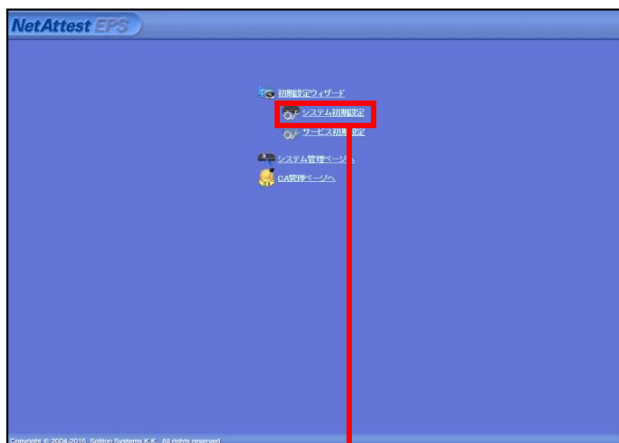 NetAttest EPS
初期設定ウィザード
システム初期設定
サービス初期設定
システム管理ページへ
CA管理ページへ
Copyright © 2004-2015, Soliton Systems K.K., All rights reserved.